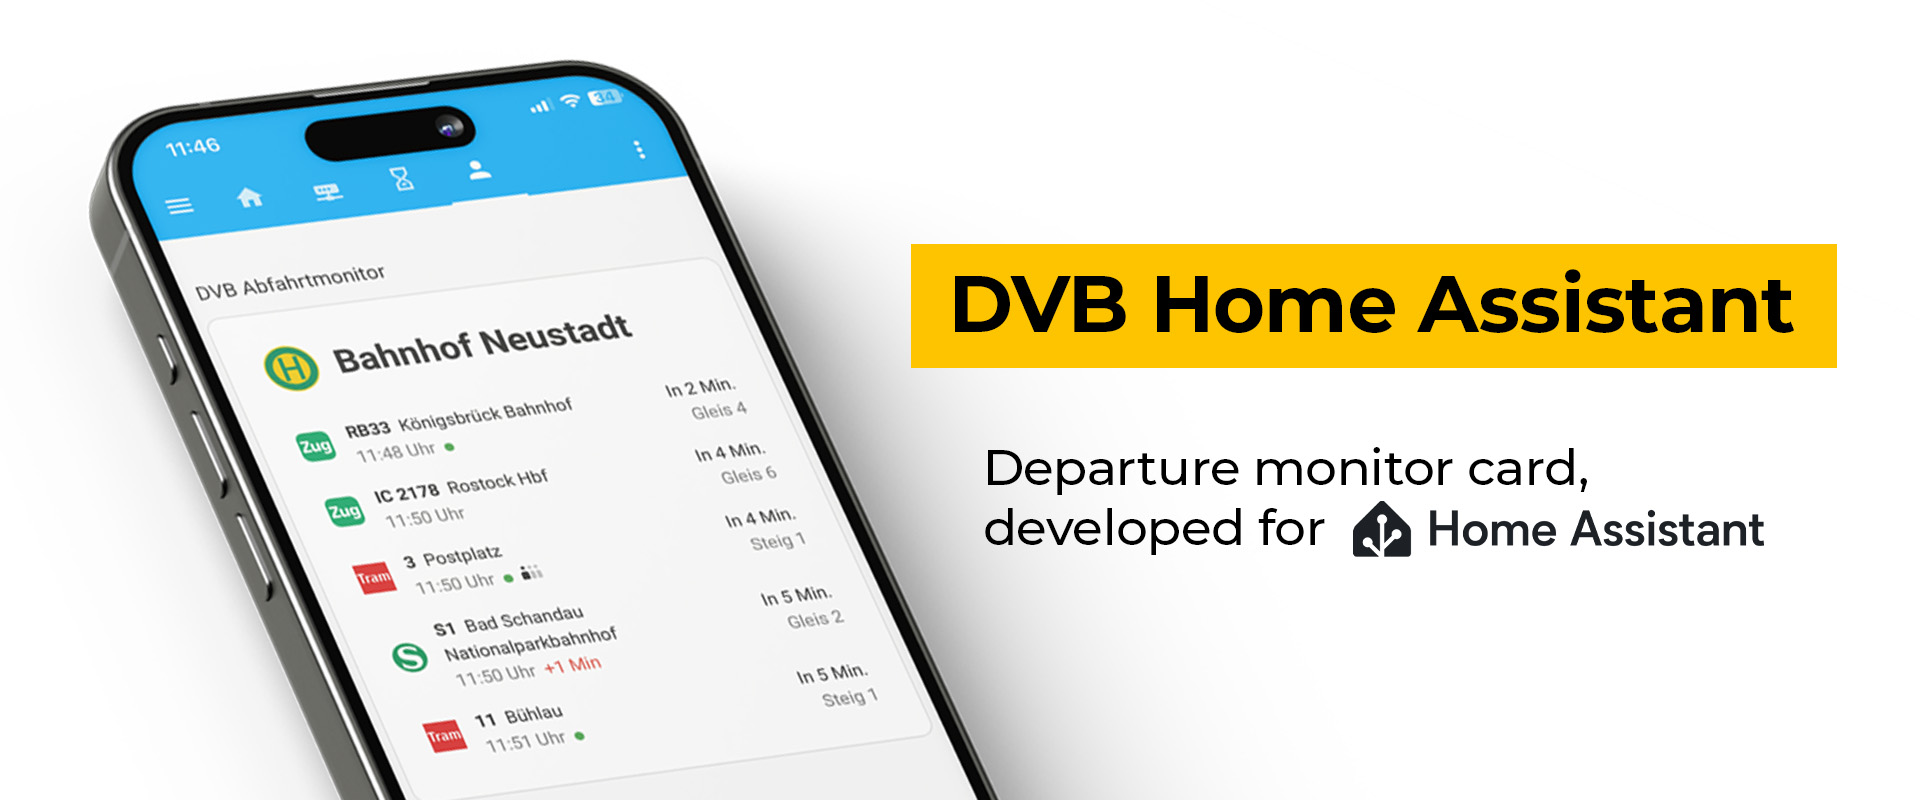 11:46
34
DVB Abfahrtmonitor
H
Bahnhof Neustadt
Zug
RB33 Königsbrück Bahnhof
In 2 Min.
11:48 Uhr
Gleis 4
Zug
IC 2178 Rostock Hbf
In 4 Min.
11:50 Uhr
Gleis 6
Tram
3 Postplatz
In 4 Min.
11:50 Uhr
Steig 1
S
S1 Bad Schandau
Nationalparkbahnhof
In 5 Min.
11:50 Uhr +1 Min
Gleis 2
Tram
11 Bühlau
In 5 Min.
11:51 Uhr
Steig 1
DVB Home Assistant
Departure monitor card,
developed for Home Assistant